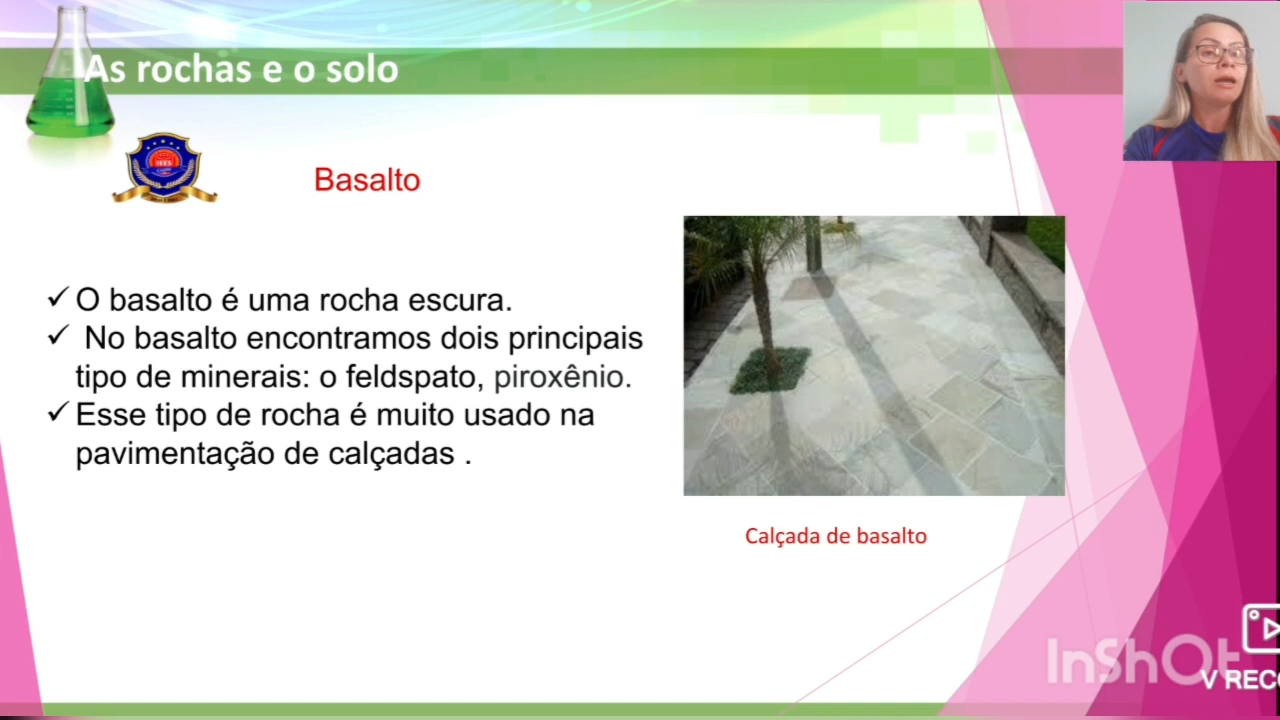 As rochas e o solo
Basalto
O basalto é uma rocha escura.
No basalto encontramos dois principais
tipo de minerais: o feldspato, piroxênio.
Esse tipo de rocha é muito usado na
pavimentação de calçadas .
Calçada de basalto
InShOt
V RECO